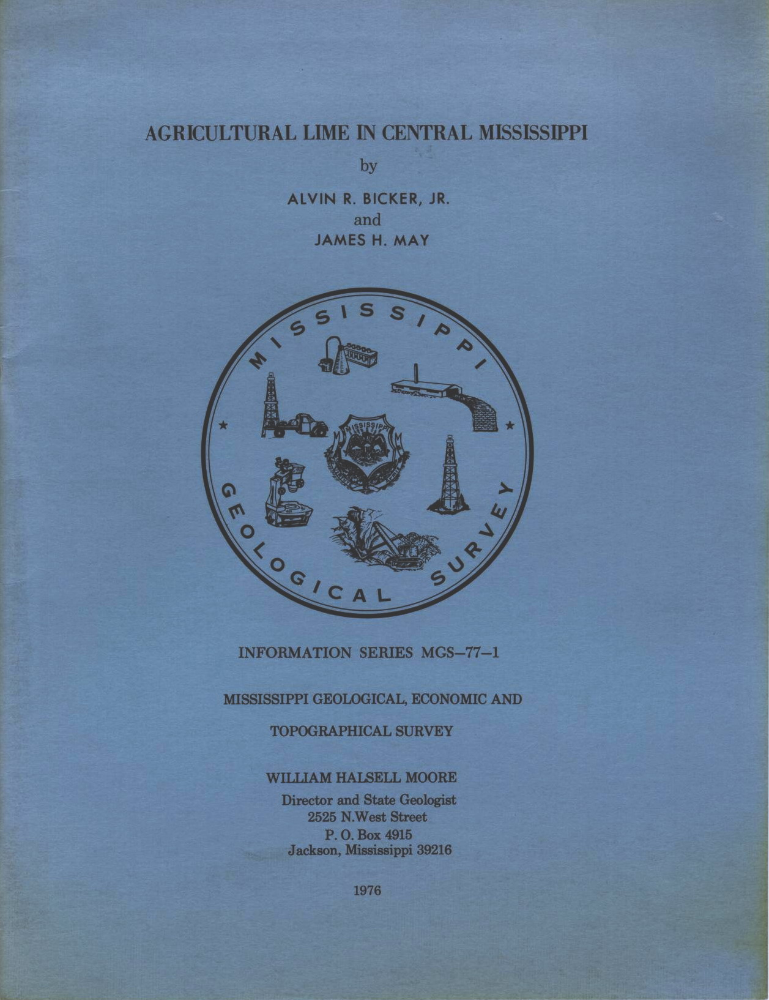 AGRICULTURAL LIME IN CENTRAL MISSISSIPPI
by
ALVIN R. BICKER, JR.
and
JAMES H. MAY
MISSISSIPPI
MISSISSIPPI
GEOLOGICAL SURVEY
INFORMATION SERIES MGS–77–1
MISSISSIPPI GEOLOGICAL, ECONOMIC AND
TOPOGRAPHICAL SURVEY
WILLIAM HALSELL MOORE
Director and State Geologist
2525 N.West Street
P. O. Box 4915
Jackson, Mississippi 39216
1976